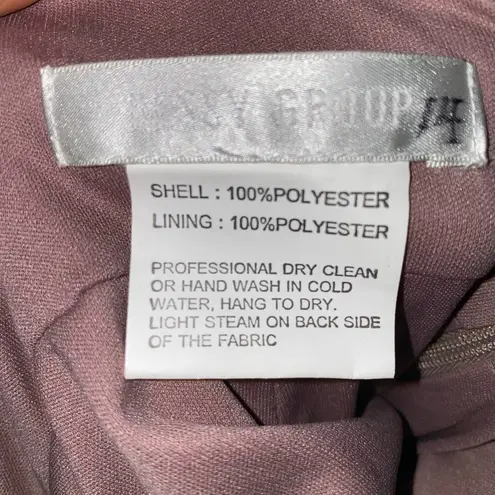 GROUP 14
SHELL : 100%POLYESTER
LINING : 100%POLYESTER
PROFESSIONAL DRY CLEAN
OR HAND WASH IN COLD
WATER, HANG TO DRY.
LIGHT STEAM ON BACK SIDE
OF THE FABRIC